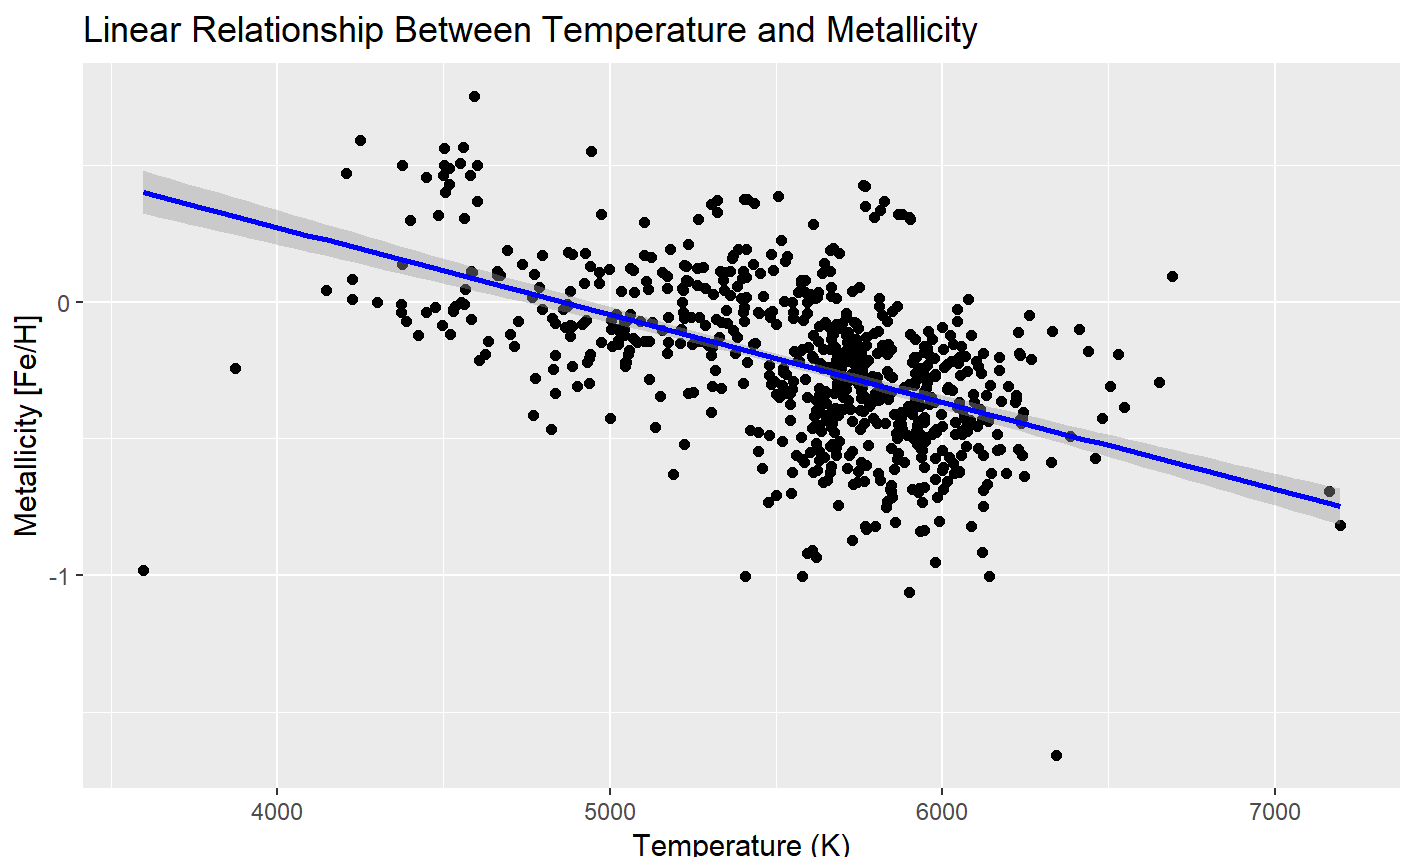 Linear Relationship Between Temperature and Metallicity
Metallicity [Fe/H]
0
-1
4000 5000 6000 7000
Temperature (K)